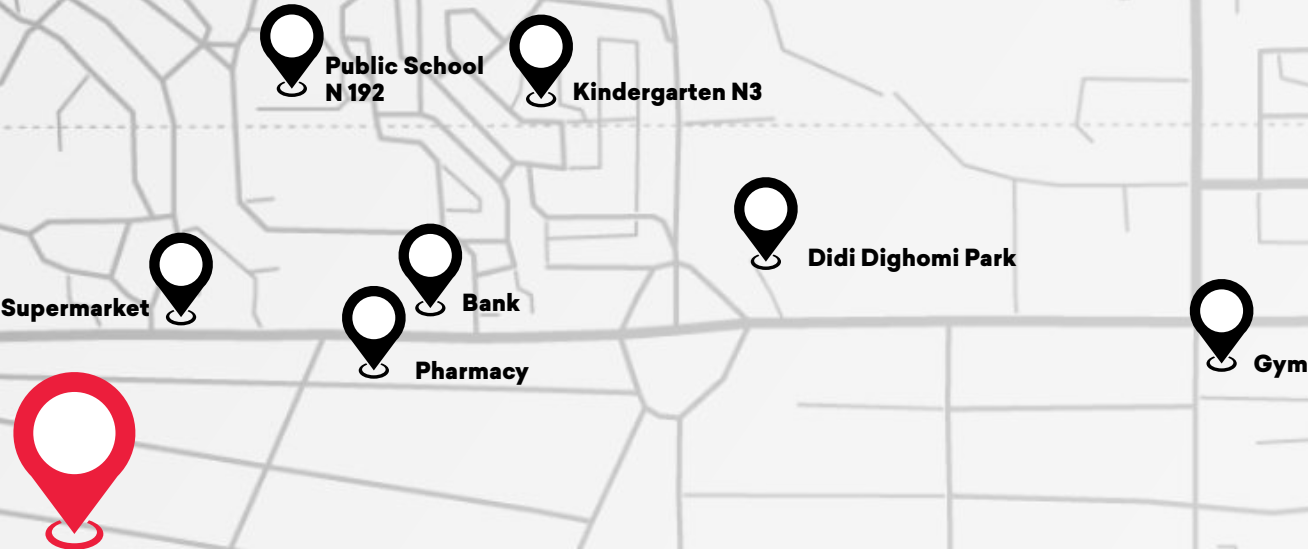 Public School
N 192
Kindergarten N3
Didi Dighomi Park
Supermarket
Bank
Pharmacy
Gym